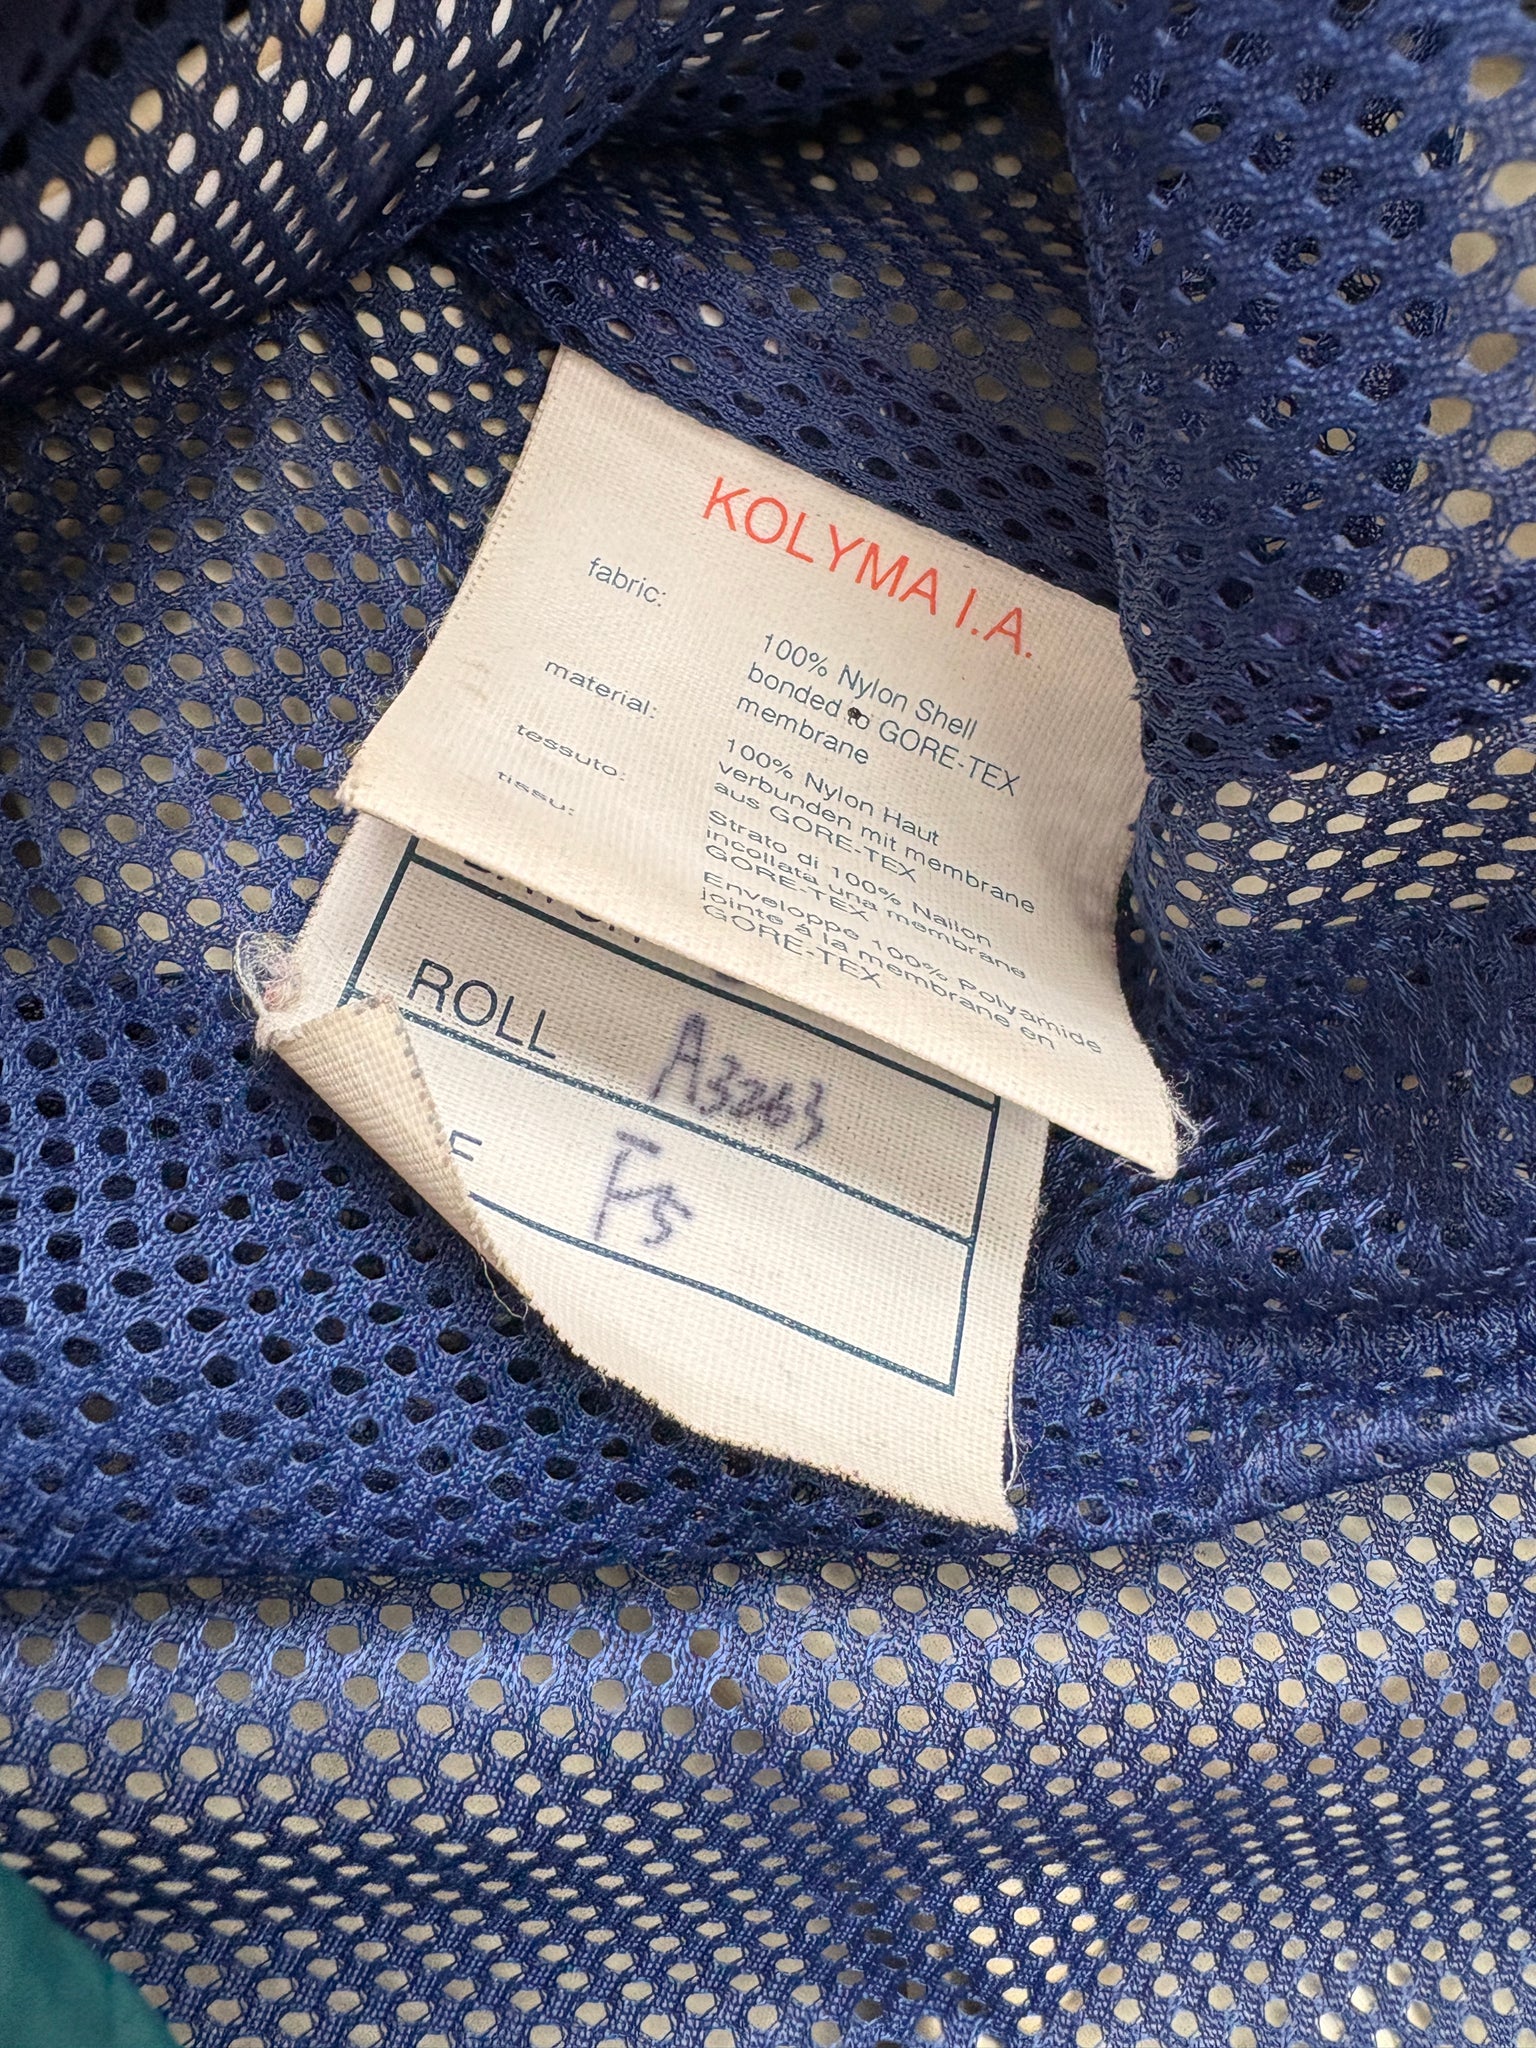 KOLYMA I.A.
fabric:
100% Nylon Shell
bonded to GORE-TEX
membrane
material:
100% Nylon Haut
verbunden mit membrane
aus GORE-TEX
tessuto:
Strato di 100% Nailon
incollata una membrane
GORE-TEX
tissu:
Enveloppe 100% Polyamide
jointe à la membrane en
GORE-TEX
ROLL A3263
F5